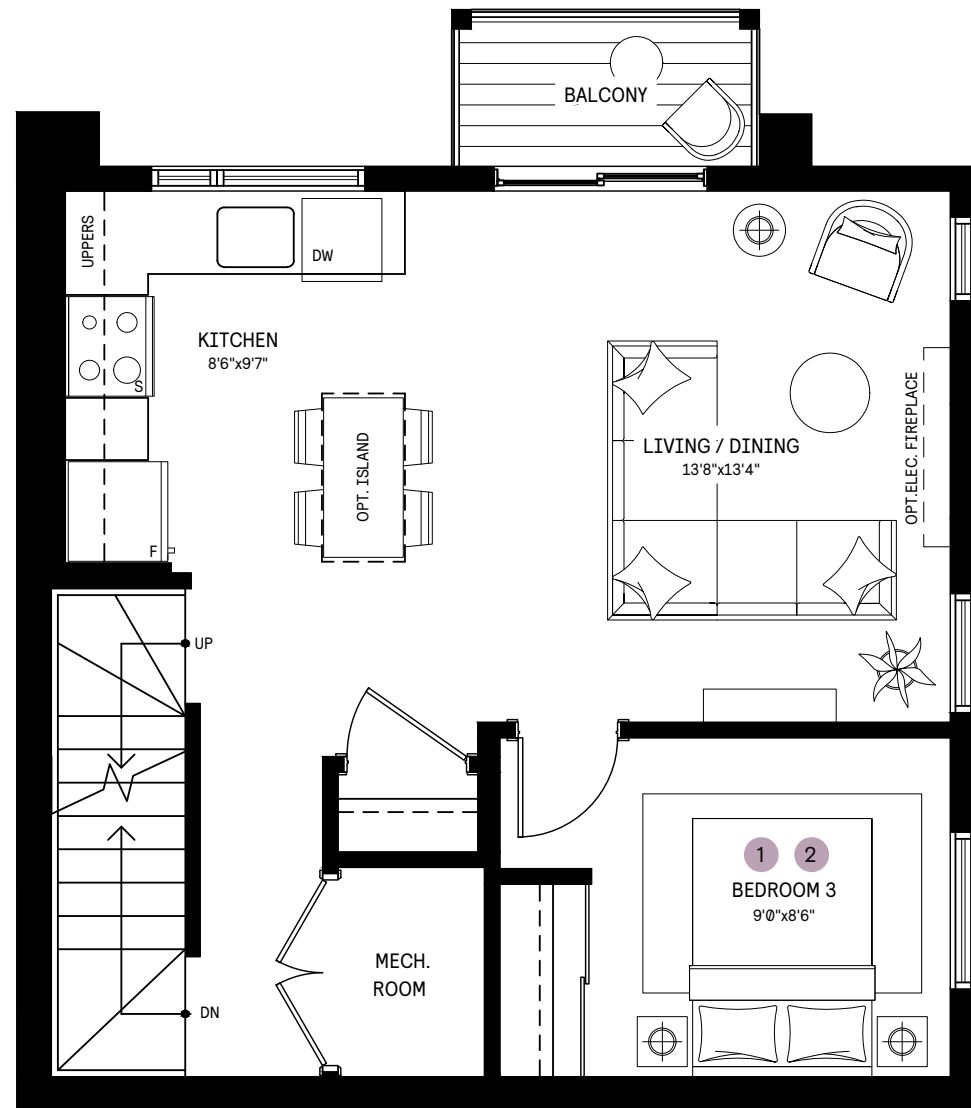 BALCONY
UPPERS
DW
KITCHEN
8'6"x9'7"
S
OPT. ISLAND
LIVING / DINING
13'8"x13'4"
OPT.ELEC. FIREPLACE
F
UP
1 2
BEDROOM 3
9'0"x8'6"
MECH.
ROOM
DN